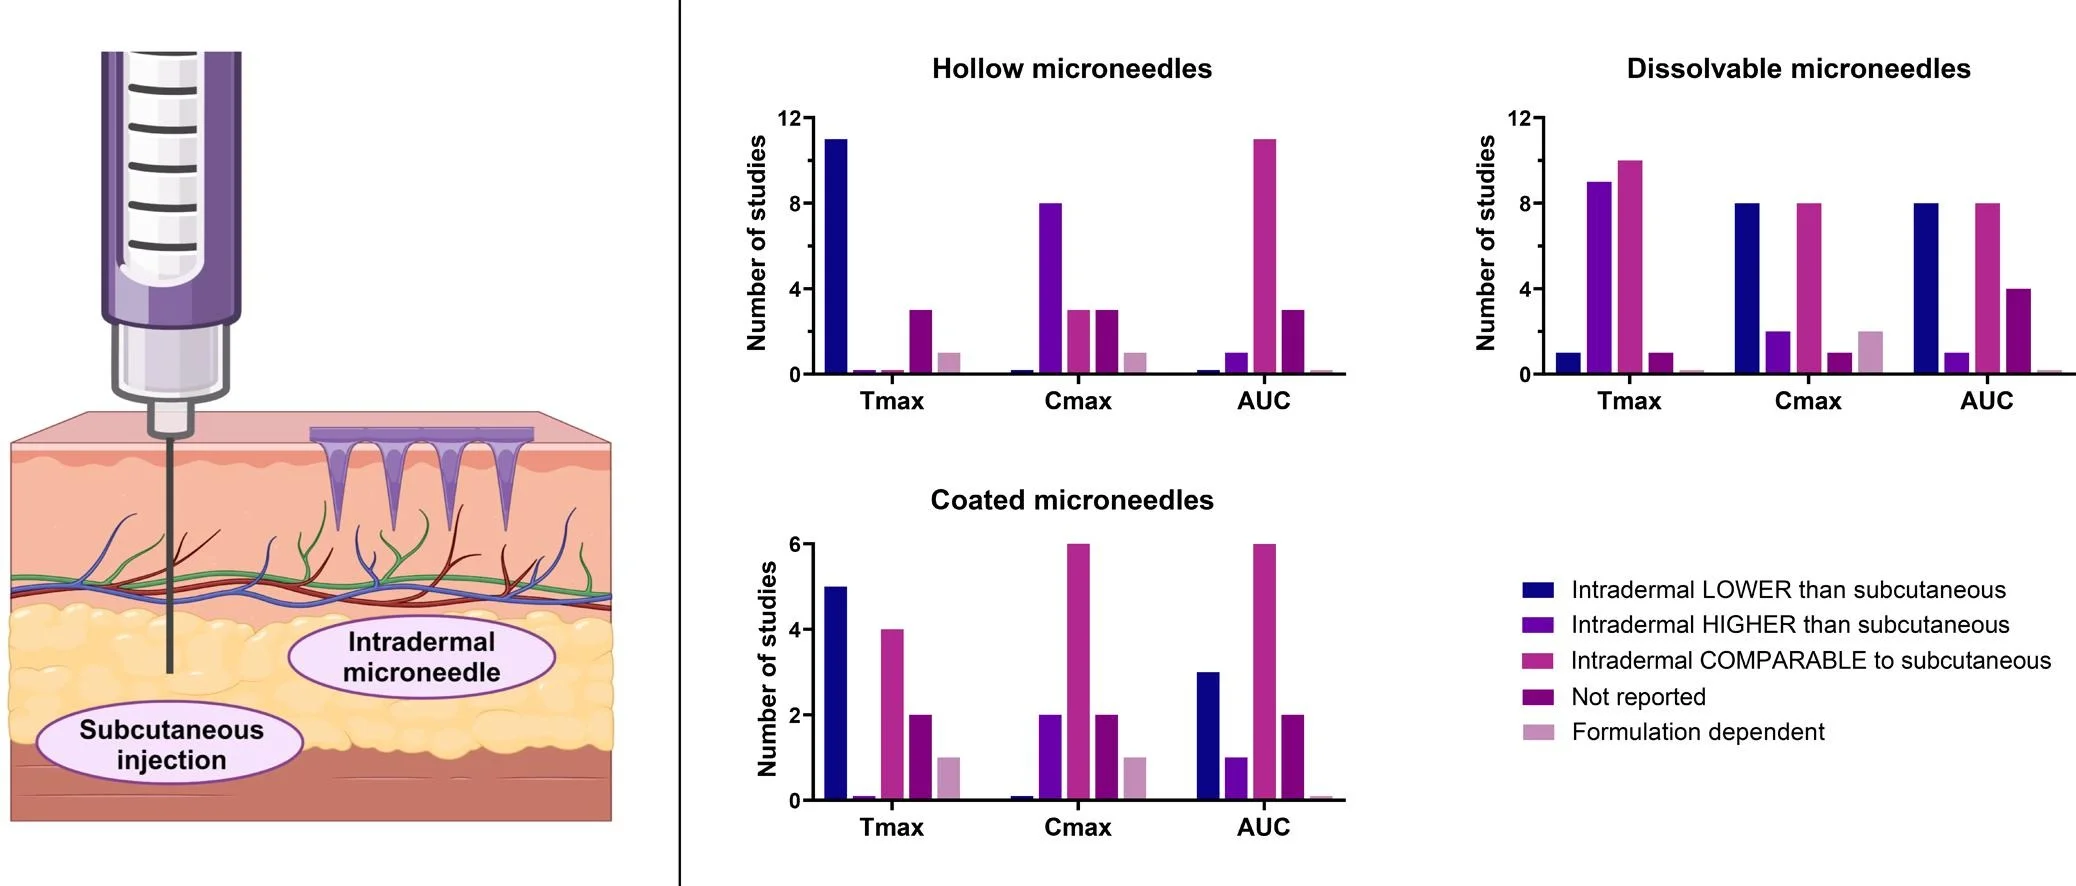 Subcutaneous
injection
Intradermal
microneedle
Hollow microneedles
Number of studies
12
8
4
0
Tmax
Cmax
AUC
Dissolvable microneedles
Number of studies
12
8
4
0
Tmax
Cmax
AUC
Coated microneedles
Number of studies
6
4
2
0
Tmax
Cmax
AUC
Intradermal LOWER than subcutaneous
Intradermal HIGHER than subcutaneous
Intradermal COMPARABLE to subcutaneous
Not reported
Formulation dependent